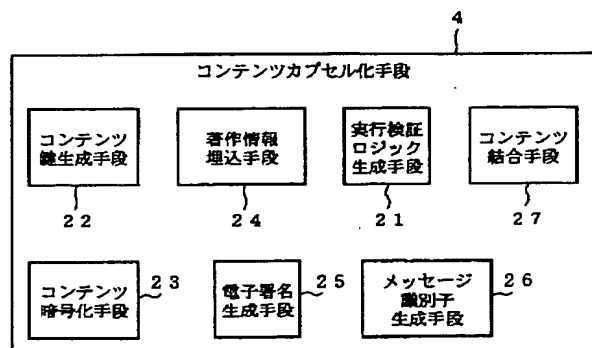 4
コンテンツカプセル化手段
コンテンツ
鍵生成手段
著作情報
埋込手段
実行検証
ロジック
生成手段
コンテンツ
結合手段
22
24
21
27
コンテンツ
暗号化手段
23
電子署名
生成手段
25
メッセージ
識別子
生成手段
26